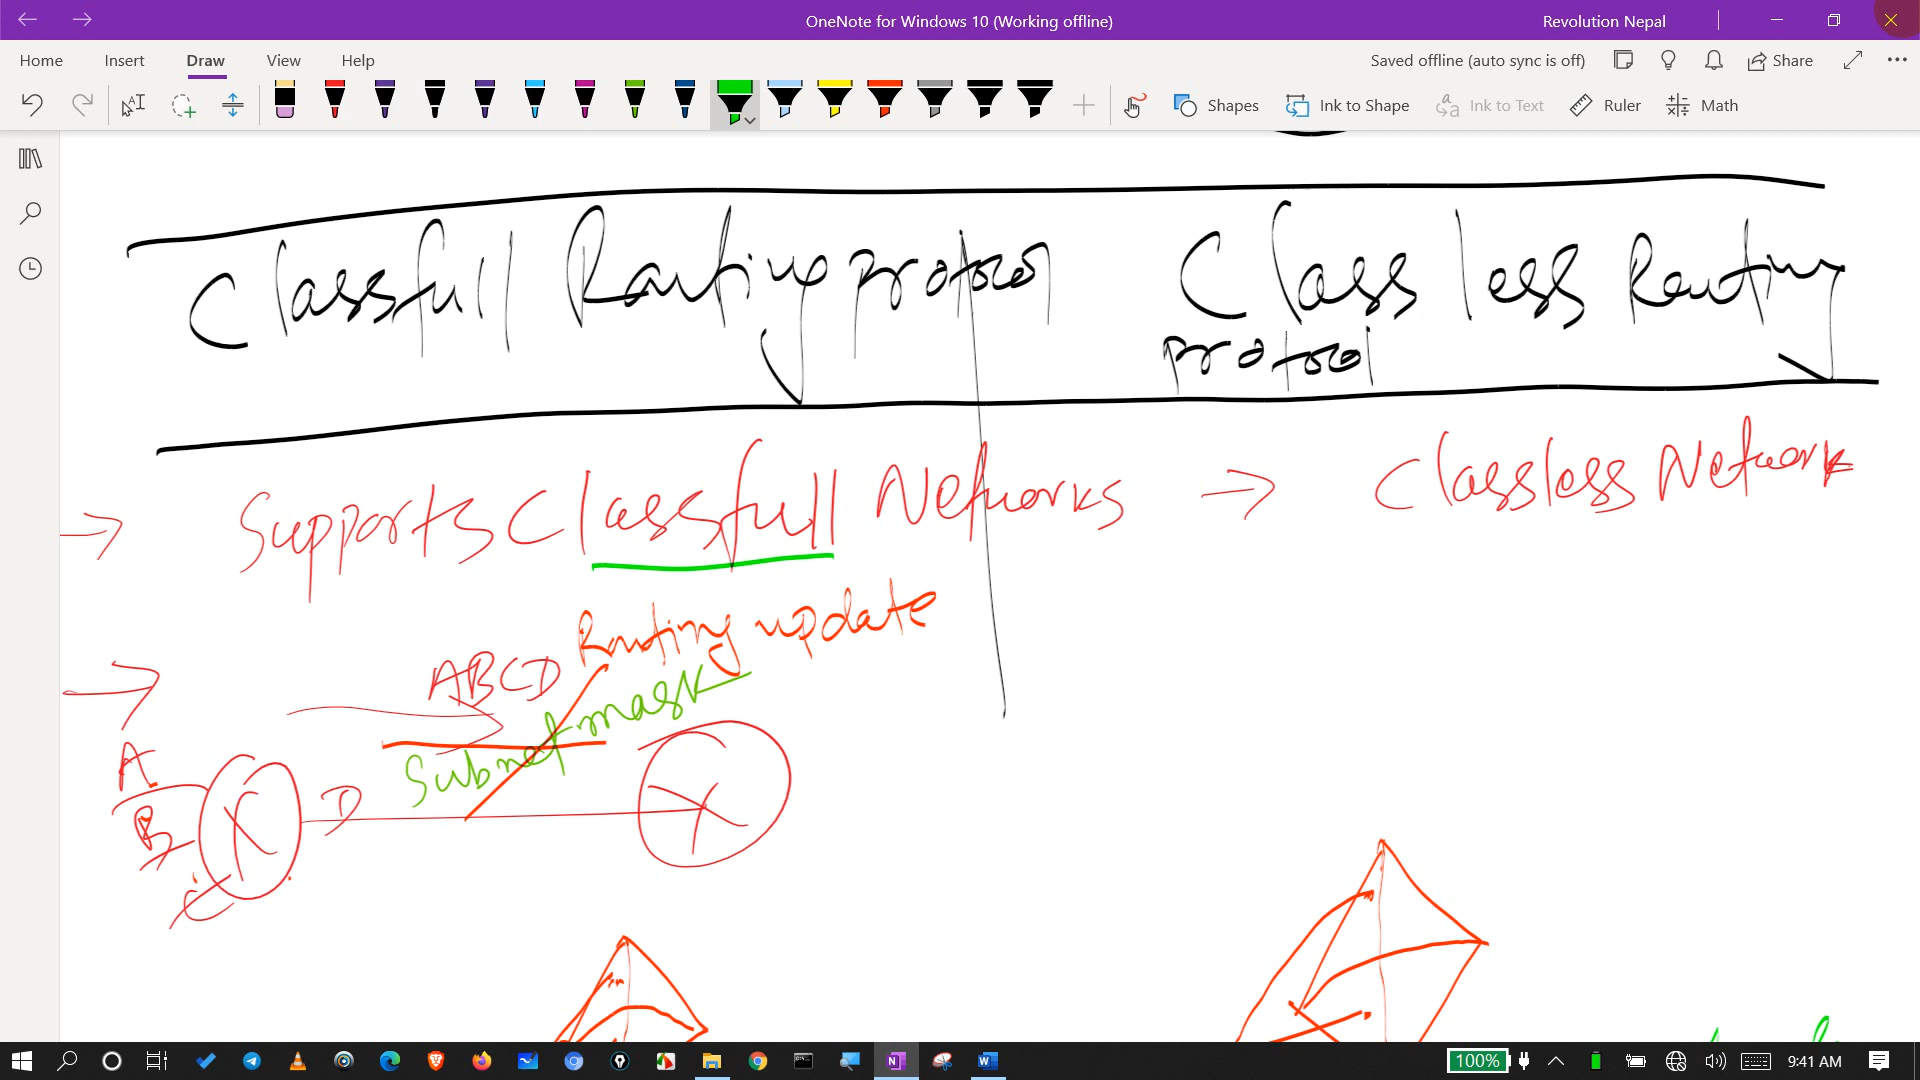 OneNote for Windows 10 (Working offline)
Revolution Nepal
Home Insert Draw View Help
Saved offline (auto sync is off)
Share
Shapes
Ink to Shape
Ink to Text
Ruler
Math
Classfull Routing protocol
Class less Routing
protocol
Supports Classfull Networks
Classless Network
Routing update
ABCD
Subnet mask
A
B
D
C
100%
9:41 AM